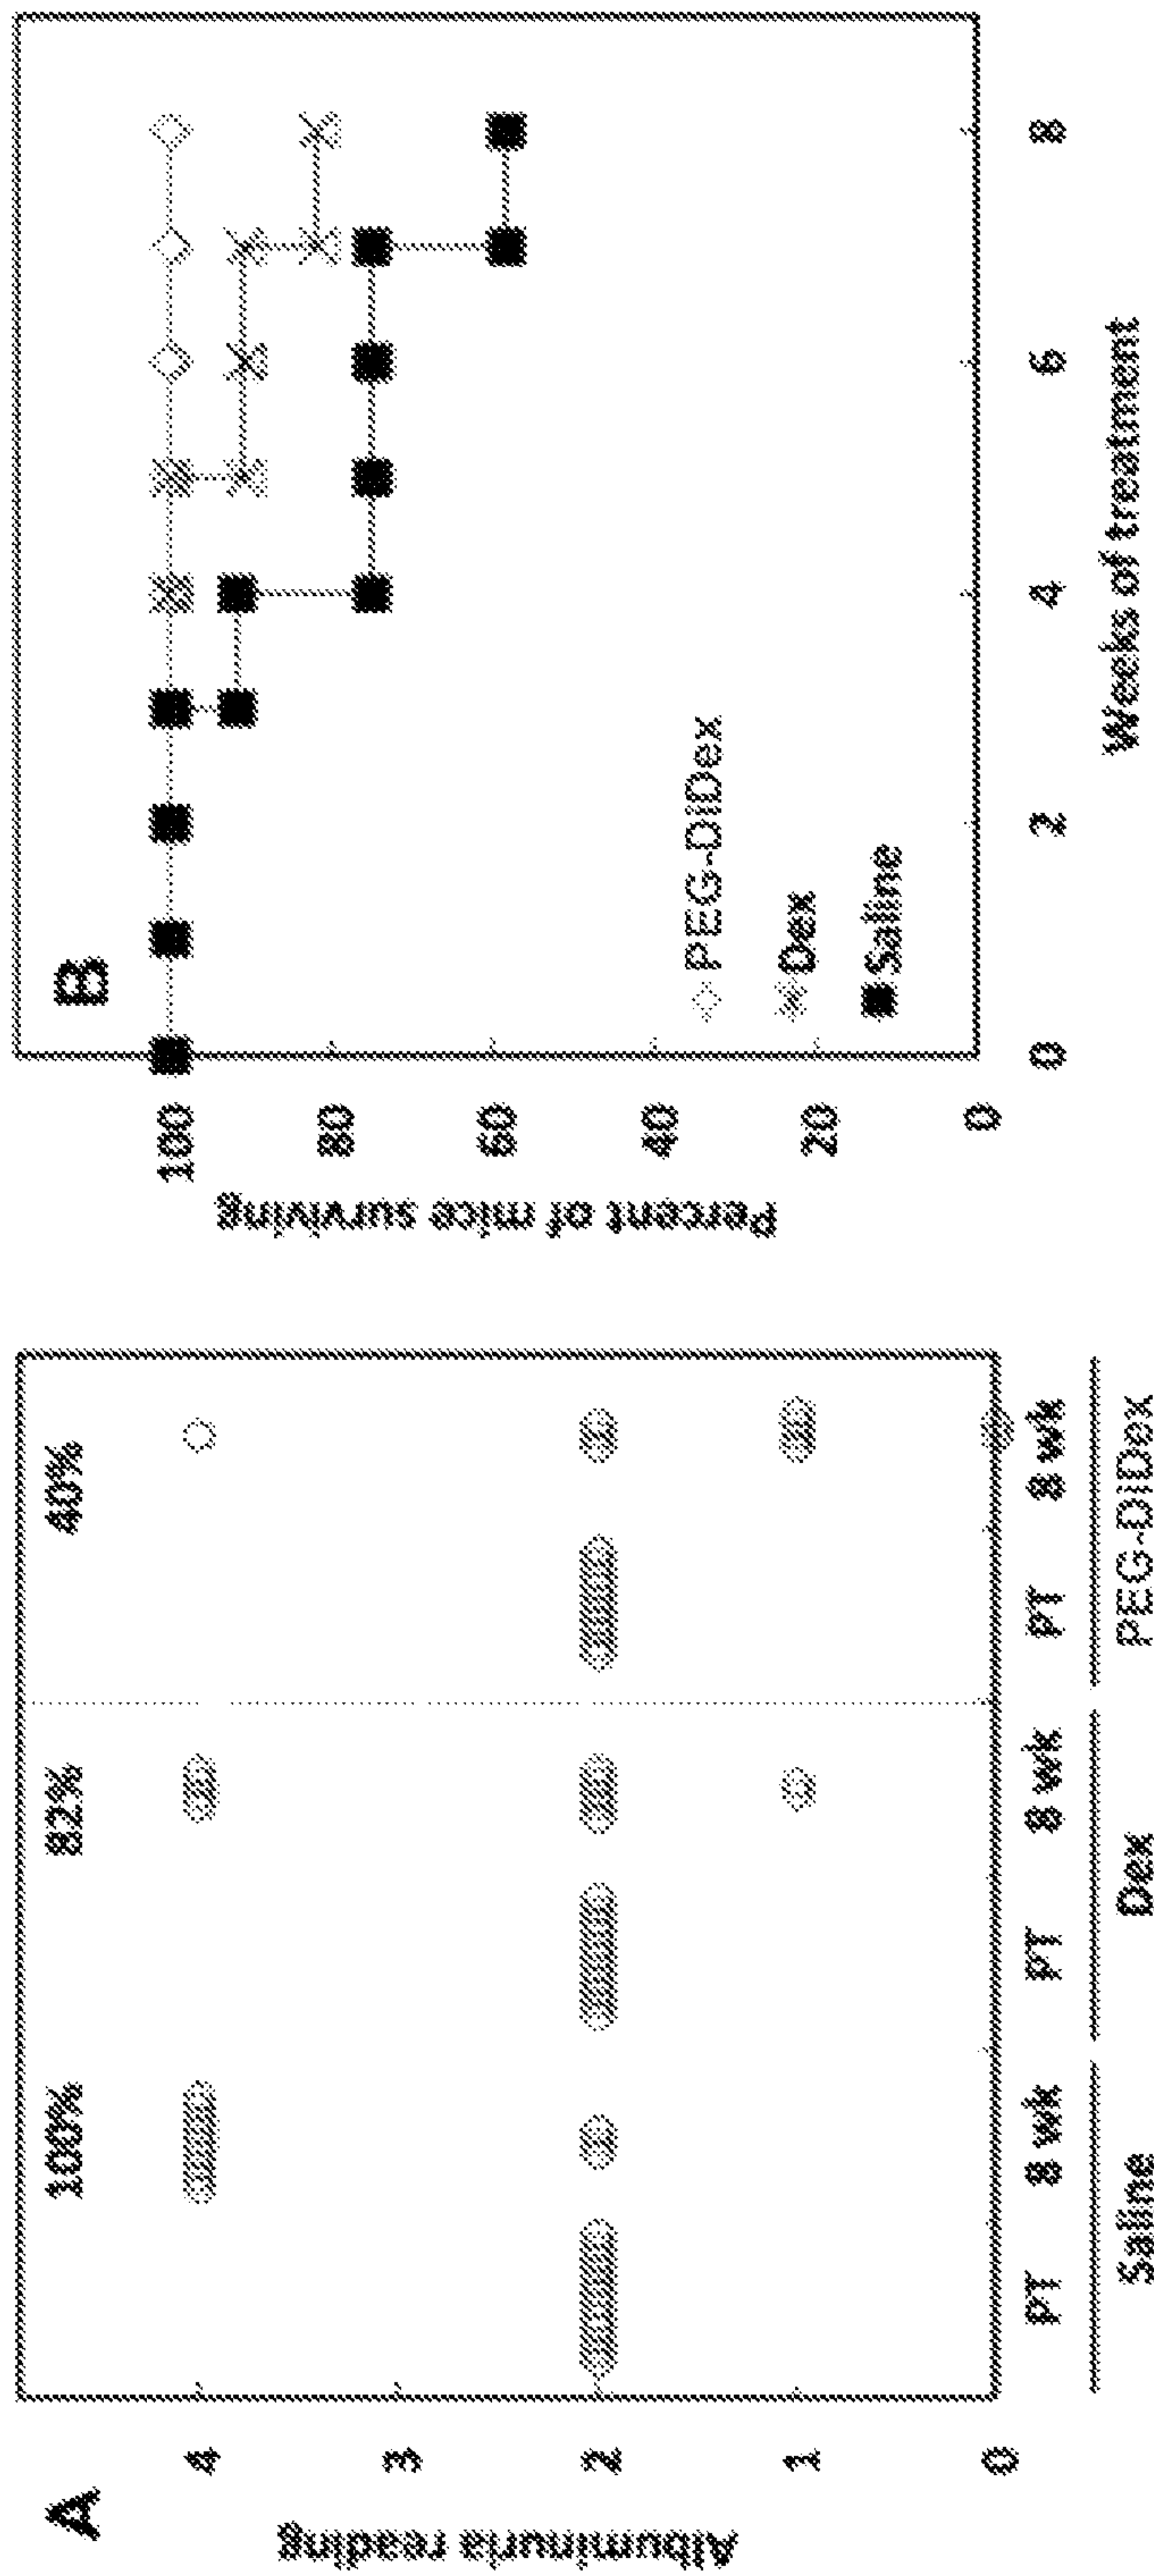 A
Albuminuria reading
4
3
2
1
0
100%
82%
40%
PT 8 wk PT 8 wk PT 8 wk
Saline Dex PEG-DiDex
B
Percent of mice surviving
100
80
60
40
20
0
PEG-DiDex
Dex
Saline
0 2 4 6 8
Weeks of treatment